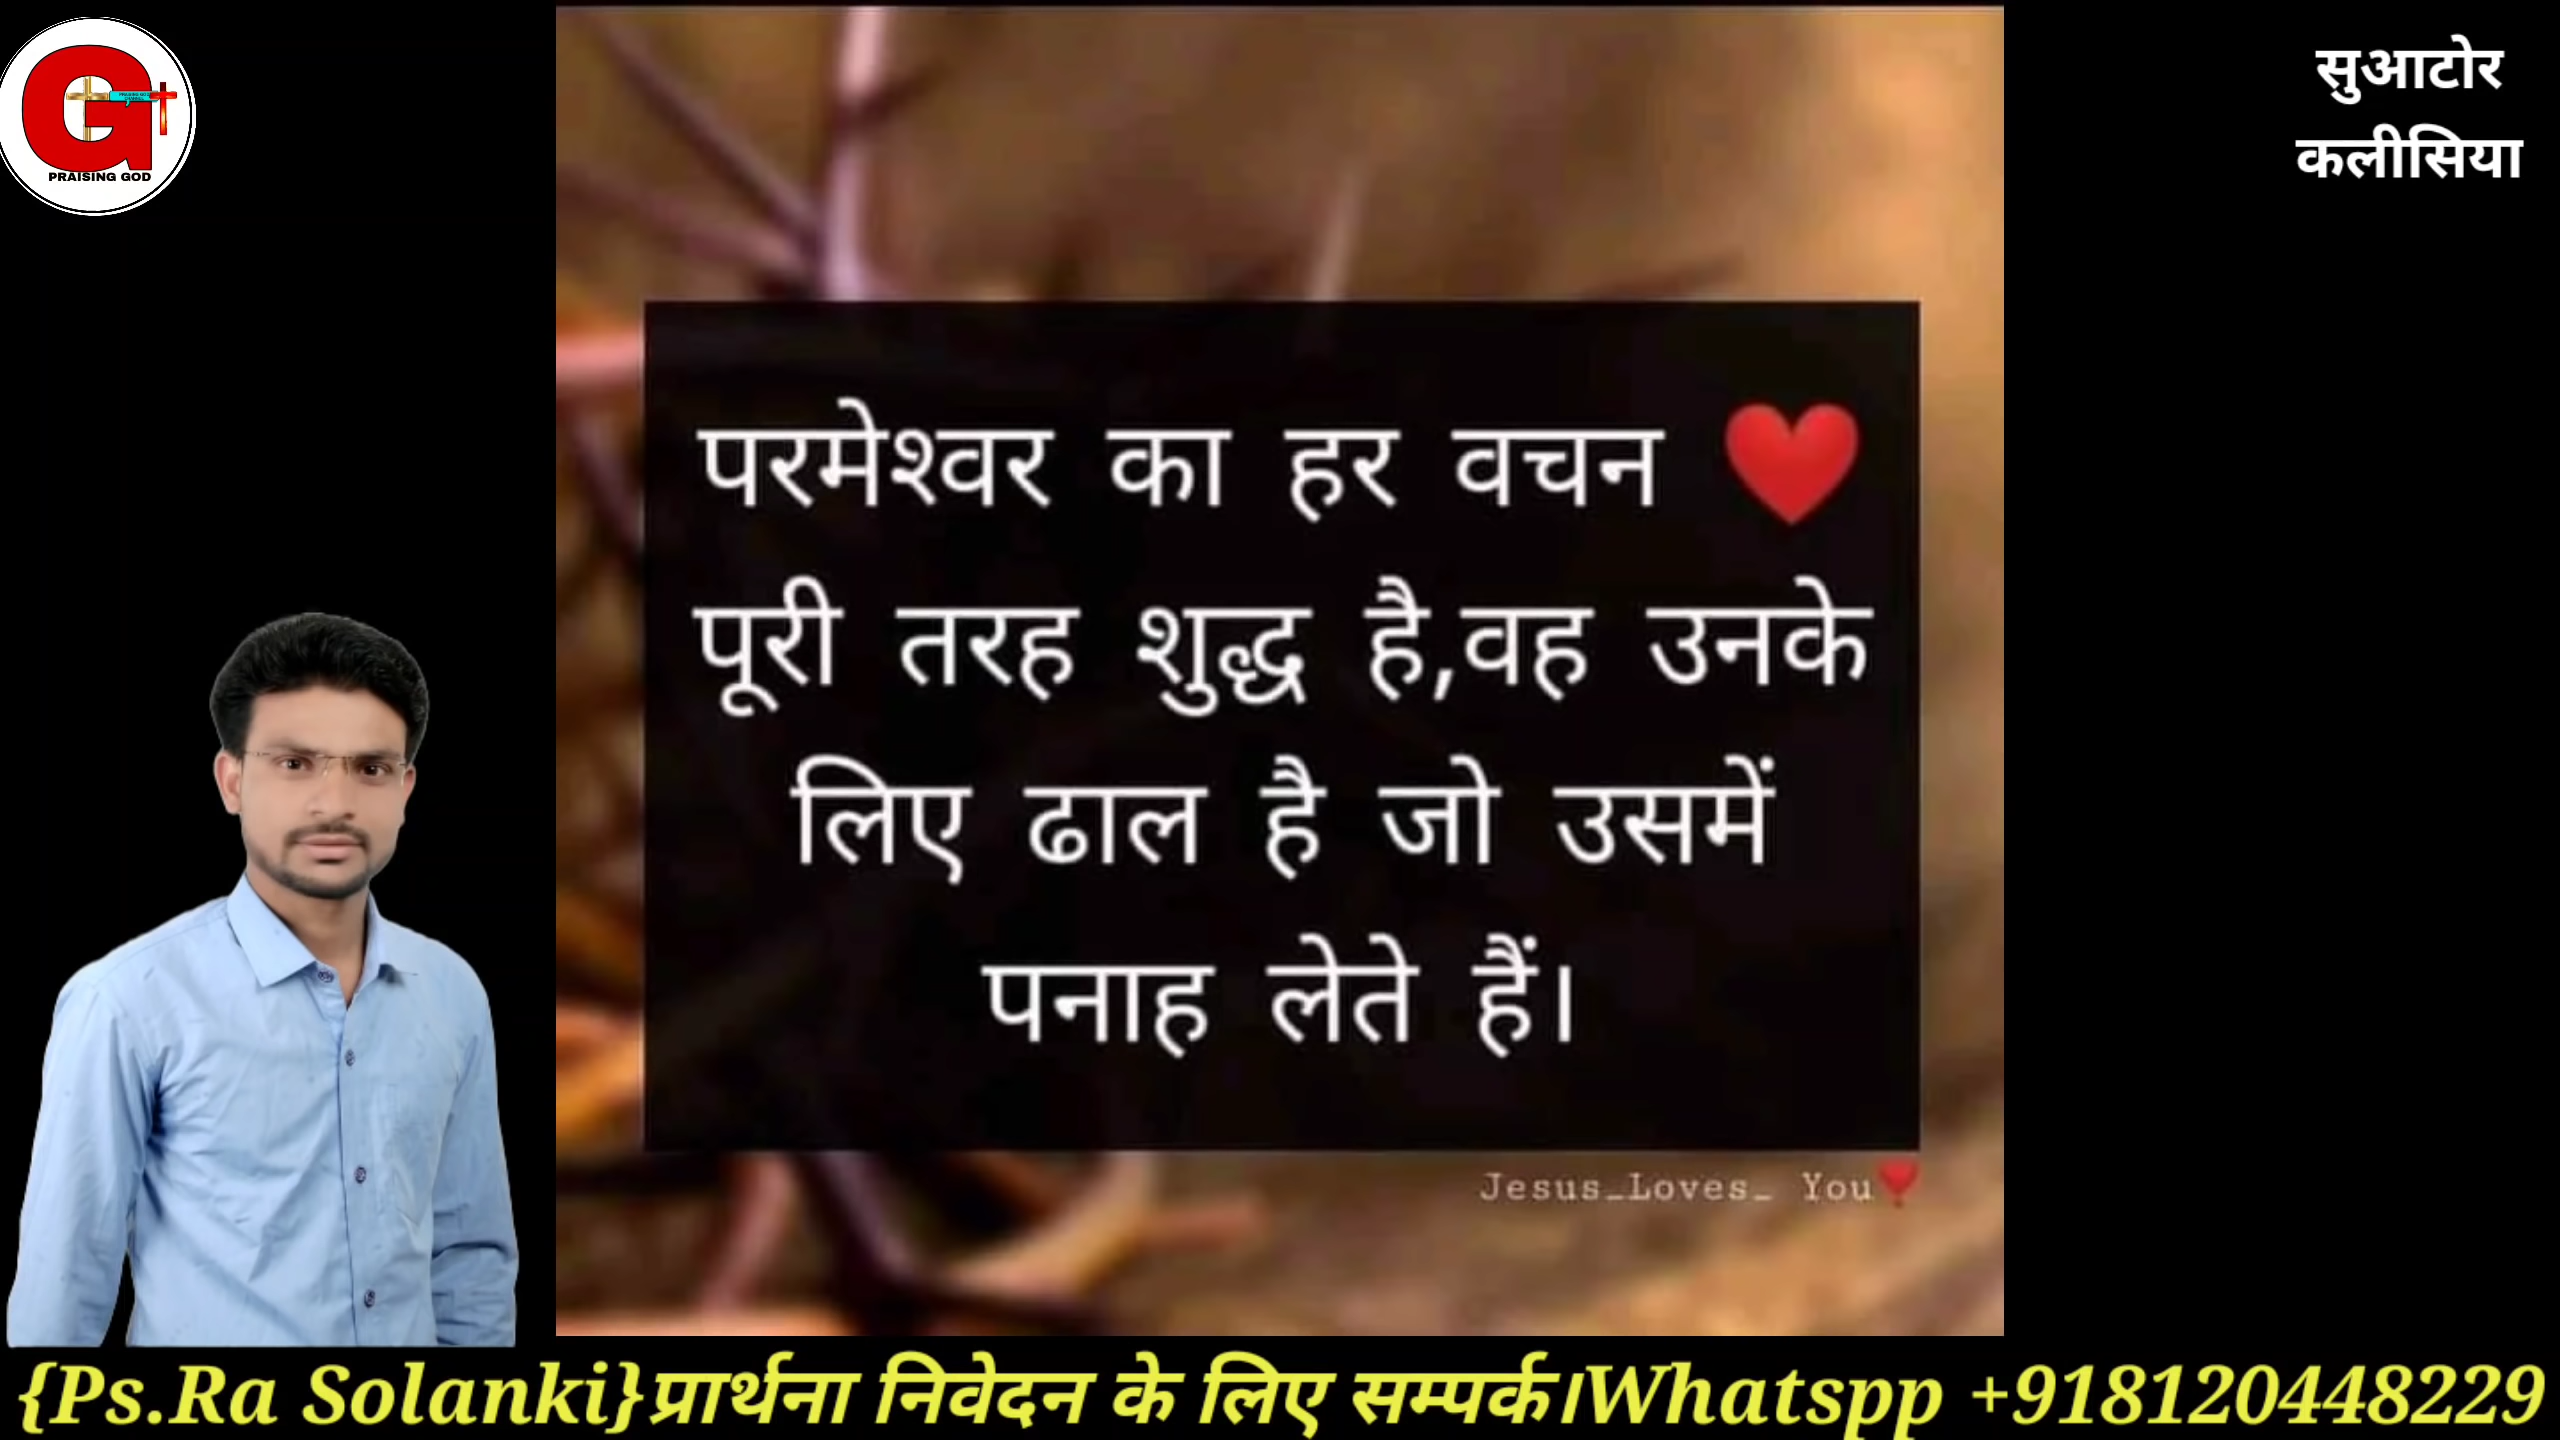 PRAISING GOD
सुआटोर
कलीसिया
परमेश्वर का हर वचन ❤️
पूरी तरह शुद्ध है,वह उनके
लिए ढाल है जो उसमें
पनाह लेते हैं।
Jesus_Loves_ You❤️
{Ps.Ra Solanki}प्रार्थना निवेदन के लिए सम्पर्क।Whatspp +918120448229